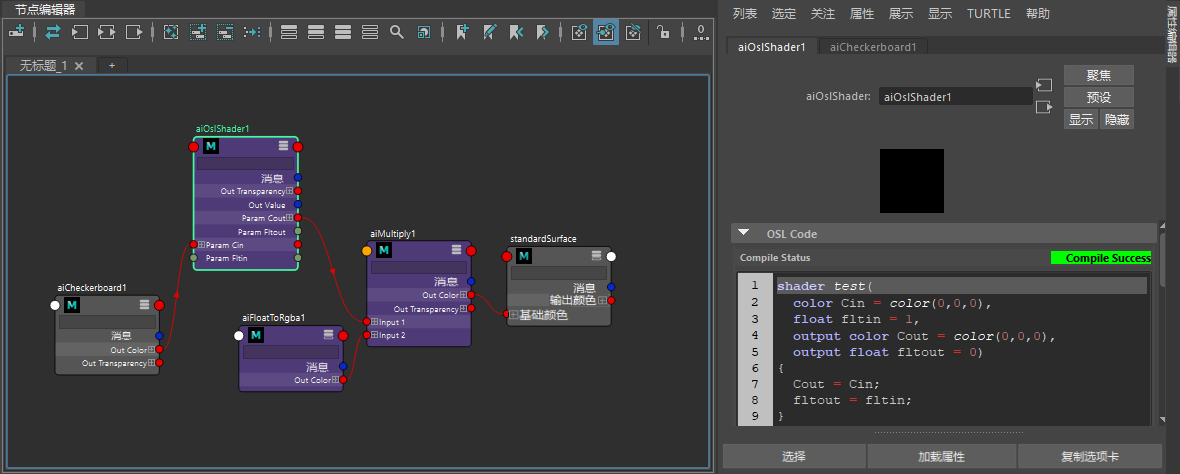 节点编辑器
无标题_1
+
aiOslShader1
M
消息
Out Transparency
Out Value
Param Cout
Param Fltout
Param Cin
Param Fltin
aiCheckerboard1
M
消息
Out Color
Out Transparency
aiFloatToRgba1
M
消息
Out Color
aiMultiply1
M
消息
Out Color
Out Transparency
Input 1
Input 2
standardSurface
M
消息
输出颜色
基础颜色
列表 选定 关注 属性 展示 显示 TURTLE 帮助
aiOslShader1 aiCheckerboard1
aiOslShader: aiOslShader1
聚焦
预设
显示 隐藏
OSL Code
Compile Status Compile Success
1 shader test(
2 color Cin = color(0,0,0),
3 float fltin = 1,
4 output color Cout = color(0,0,0),
5 output float fltout = 0)
6 {
7 Cout = Cin;
8 fltout = fltin;
9 }
选择 加载属性 复制选项卡